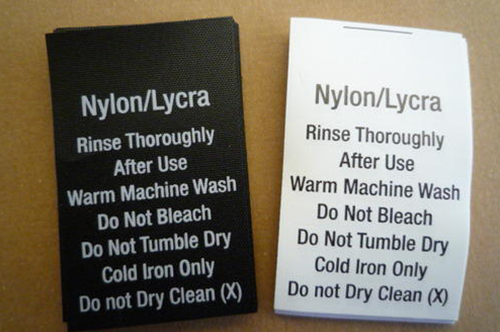 Nylon/Lycra
Rinse Thoroughly
After Use
Warm Machine Wash
Do Not Bleach
Do Not Tumble Dry
Cold Iron Only
Do not Dry Clean (X)
Nylon/Lycra
Rinse Thoroughly
After Use
Warm Machine Wash
Do Not Bleach
Do Not Tumble Dry
Cold Iron Only
Do not Dry Clean (X)